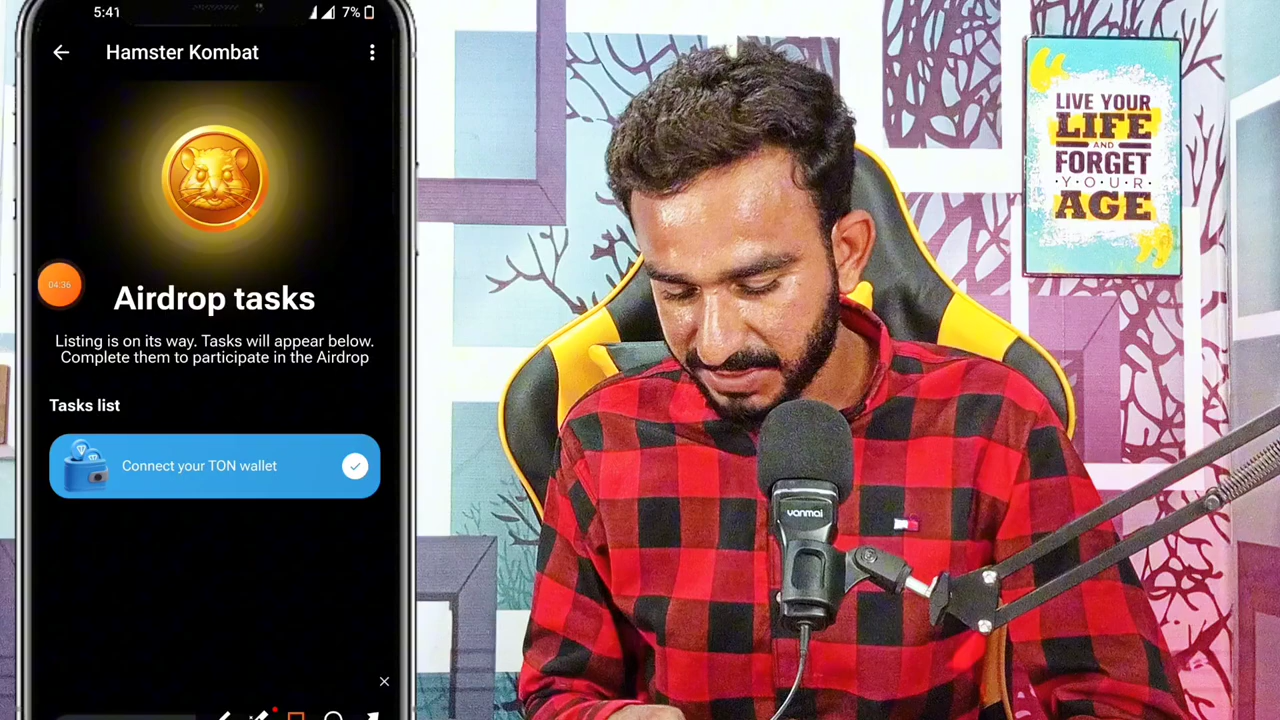 5:41
7%
Hamster Kombat
04:36
Airdrop tasks
Listing is on its way. Tasks will appear below.
Complete them to participate in the Airdrop
Tasks list
Connect your TON wallet
LIVE YOUR
LIFE
AND
FORGET
YOUR
AGE
vanmai